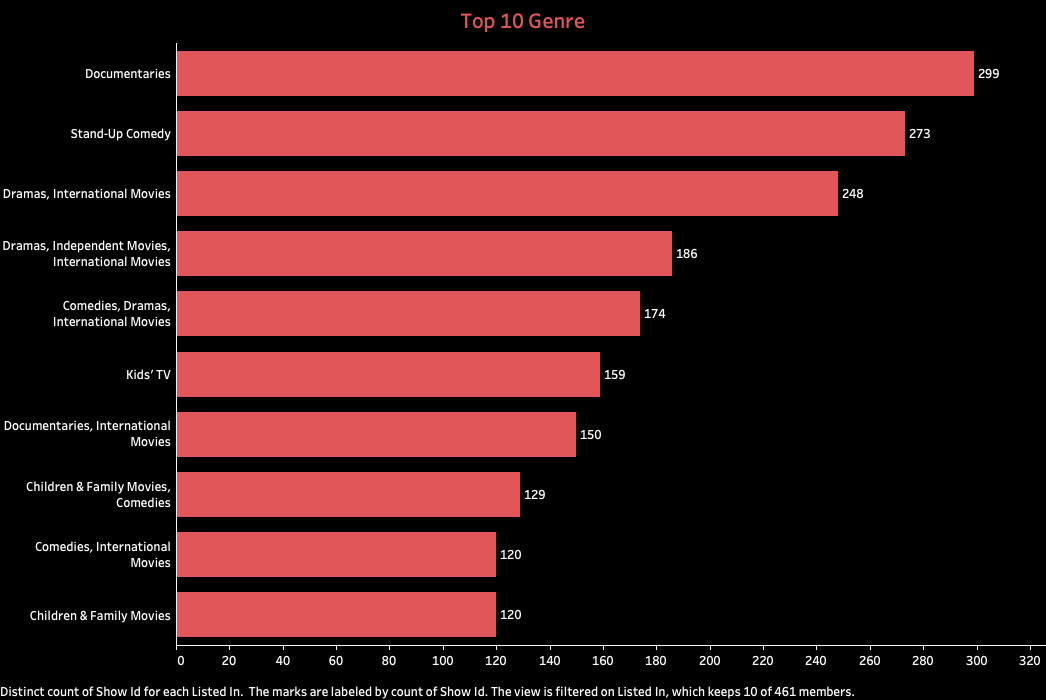 Top 10 Genre
Documentaries
299
Stand-Up Comedy
273
Dramas, International Movies
248
Dramas, Independent Movies,
International Movies
186
Comedies, Dramas,
International Movies
174
Kids’ TV
159
Documentaries, International
Movies
150
Children & Family Movies,
Comedies
129
Comedies, International
Movies
120
Children & Family Movies
120
0 20 40 60 80 100 120 140 160 180 200 220 240 260 280 300 320
Distinct count of Show Id for each Listed In.  The marks are labeled by count of Show Id. The view is filtered on Listed In, which keeps 10 of 461 members.